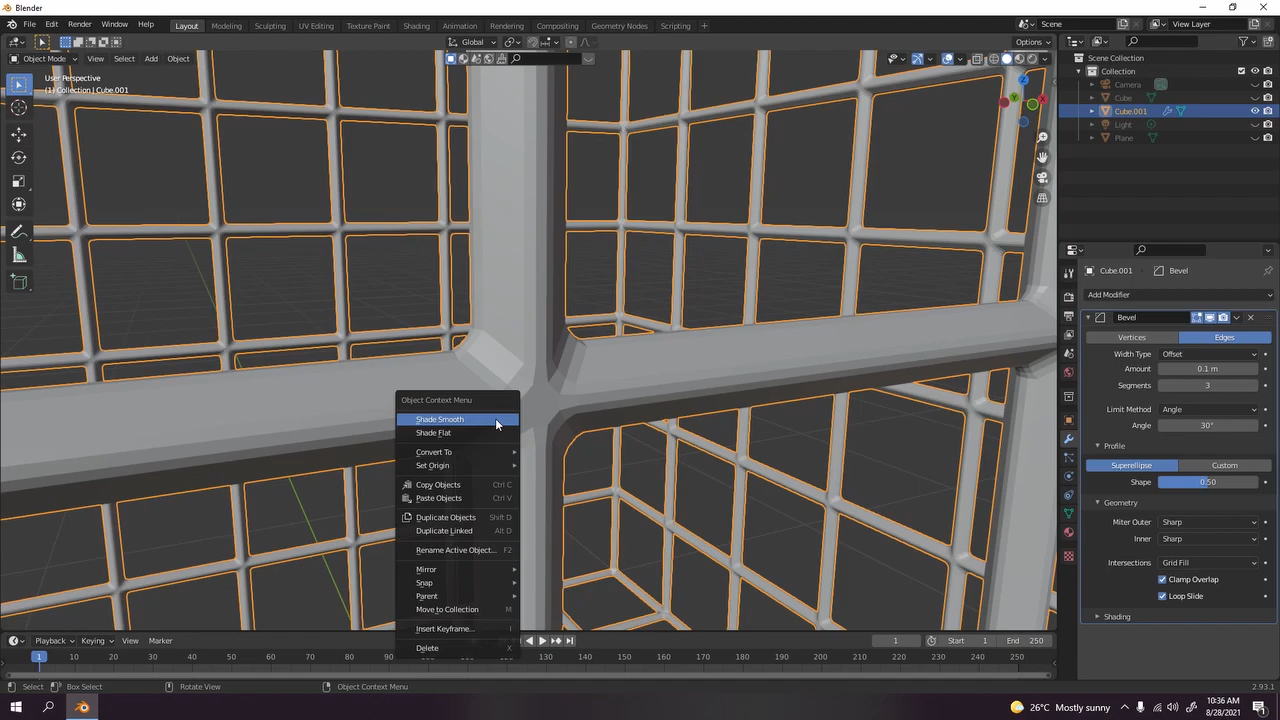 Blender
File Edit Render Window Help
Layout Modeling Sculpting UV Editing Texture Paint Shading Animation Rendering Compositing Geometry Nodes Scripting +
Scene View Layer
Global Options
Object Mode View Select Add Object
User Perspective
(1) Collection | Cube.001
X
Y
Z
Scene Collection
Collection
Camera
Cube
Cube.001
Light
Plane
Cube.001 Bevel
Add Modifier
Bevel
Vertices Edges
Width Type Offset
Amount 0.1 m
Segments 3
Limit Method Angle
Angle 30°
Profile
Superellipse Custom
Shape 0.50
Geometry
Miter Outer Sharp
Inner Sharp
Intersections Grid Fill
Clamp Overlap
Loop Slide
Shading
Object Context Menu
Shade Smooth
Shade Flat
Convert To
Set Origin
Copy Objects Ctrl C
Paste Objects Ctrl V
Duplicate Objects Shift D
Duplicate Linked Alt D
Rename Active Object... F2
Mirror
Snap
Parent
Move to Collection M
Insert Keyframe... I
Delete X
Playback Keying View Marker
1 Start 1 End 250
1 10 20 30 40 50 60 70 80 90 130 140 150 160 170 180 190 200 210 220 230 240 250
Select Box Select Rotate View Object Context Menu 2.93.1
26°C Mostly sunny 10:36 AM
8/28/2021